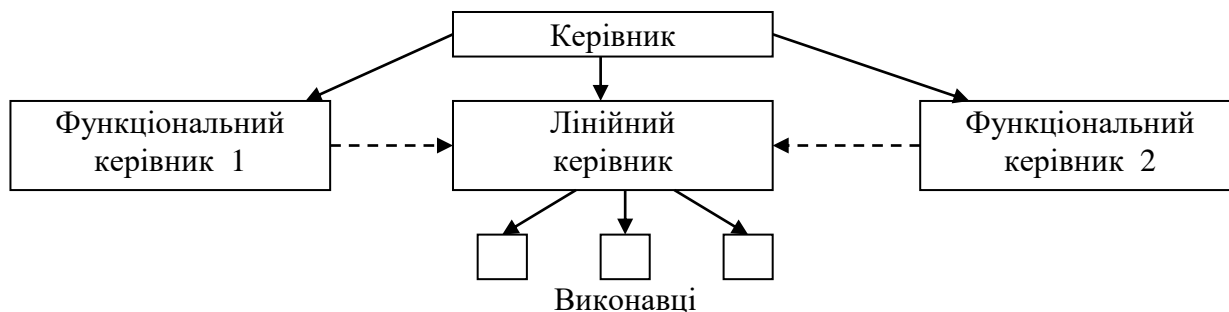 Керівник
Функціональний
керівник 1
Лінійний
керівник
Функціональний
керівник 2
Виконавці